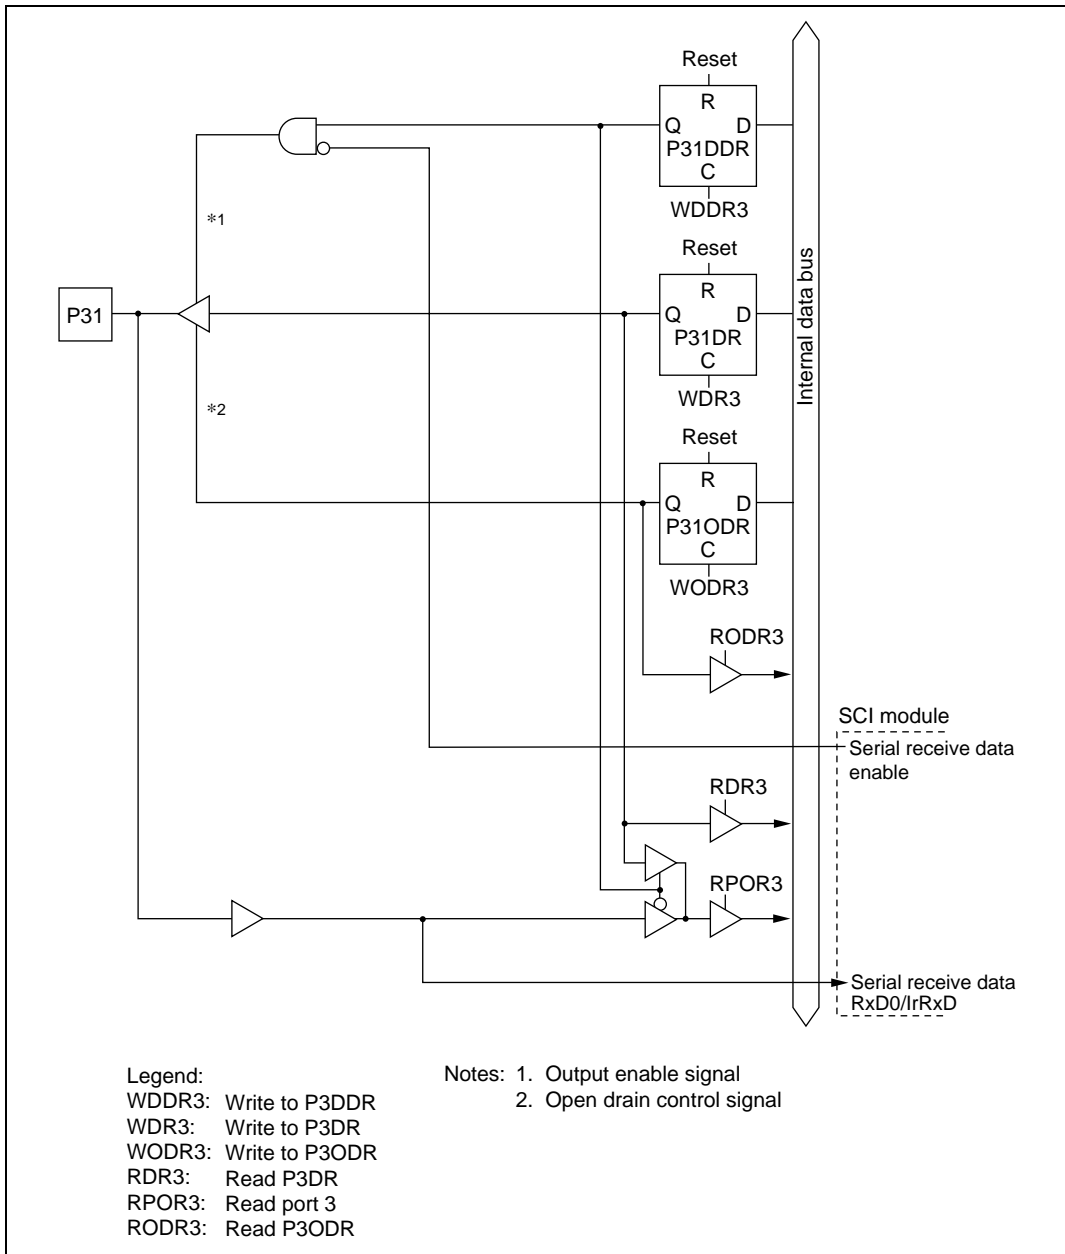 Reset
R
Q D
P31DDR
C
WDDR3
*1
Reset
R
Q D
P31DR
C
WDR3
P31
Internal data bus
*2
Reset
R
Q D
P31ODR
C
WODR3
RODR3
SCI module
Serial receive data
enable
RDR3
RPOR3
Serial receive data
RxD0/IrRxD
Legend:
WDDR3: Write to P3DDR
WDR3: Write to P3DR
WODR3: Write to P3ODR
RDR3: Read P3DR
RPOR3: Read port 3
RODR3: Read P3ODR
Notes: 1. Output enable signal
2. Open drain control signal